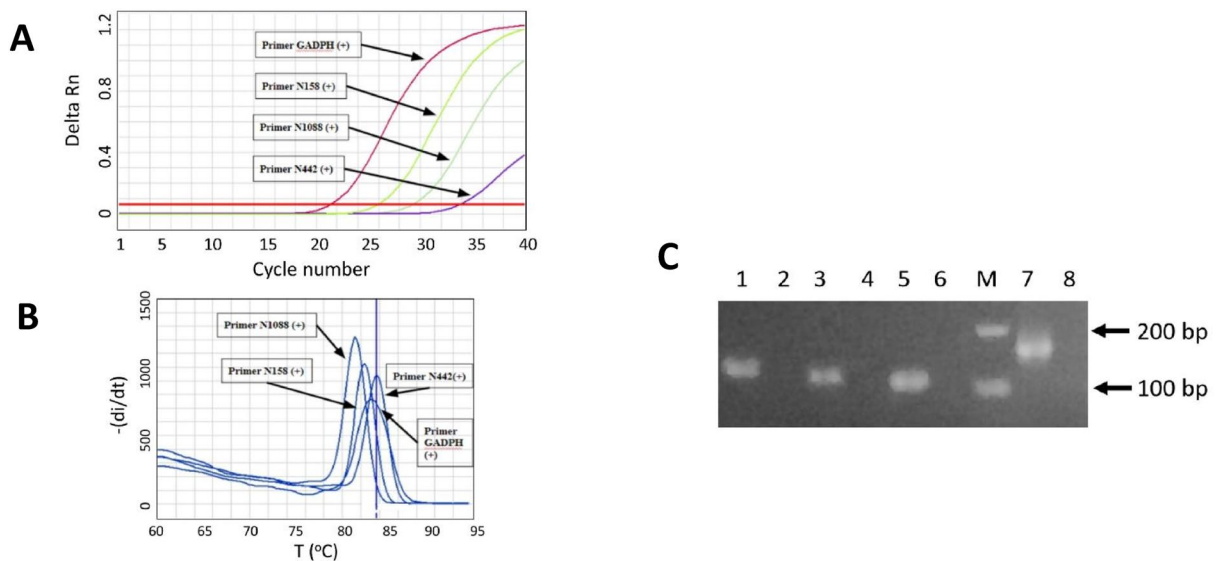 A
1.2
0.8
0.4
0
Delta Rn
Primer GADPH (+)
Primer N158 (+)
Primer N1088 (+)
Primer N442 (+)
1 5 10 15 20 25 30 35 40
Cycle number
B
1500
1000
500
0
-(di/dt)
Primer N1088 (+)
Primer N158 (+)
Primer N442(+)
Primer
GADPH
(+)
60 65 70 75 80 85 90 95
T (°C)
C
1 2 3 4 5 6 M 7 8
200 bp
100 bp